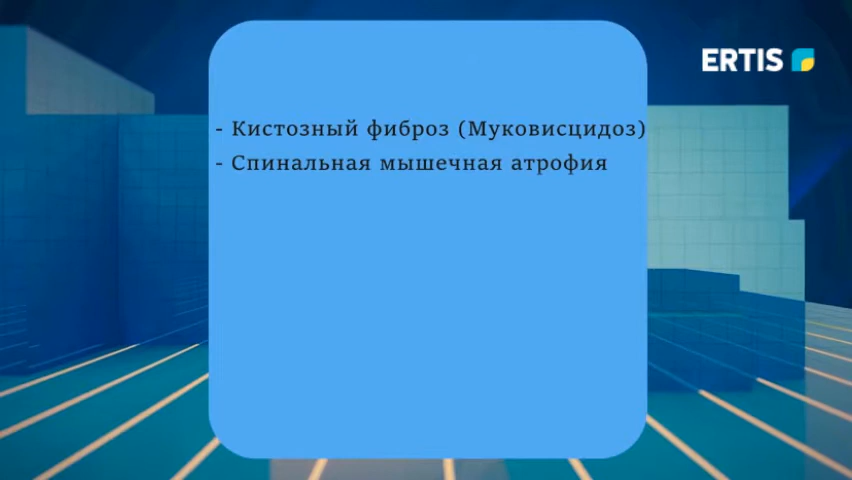 ERTIS
- Кистозный фиброз (Муковисцидоз)
- Спинальная мышечная атрофия